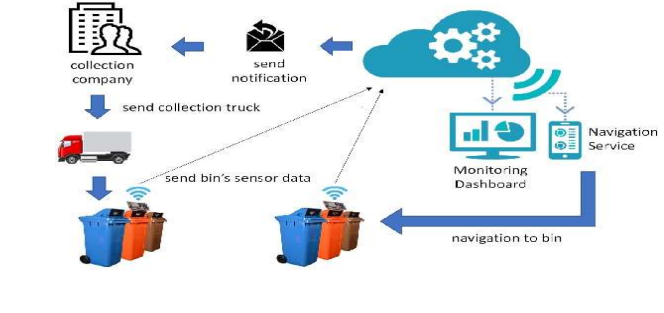 collection
company
send
notification
send collection truck
Navigation
Service
Monitoring
Dashboard
send bin's sensor data
navigation to bin